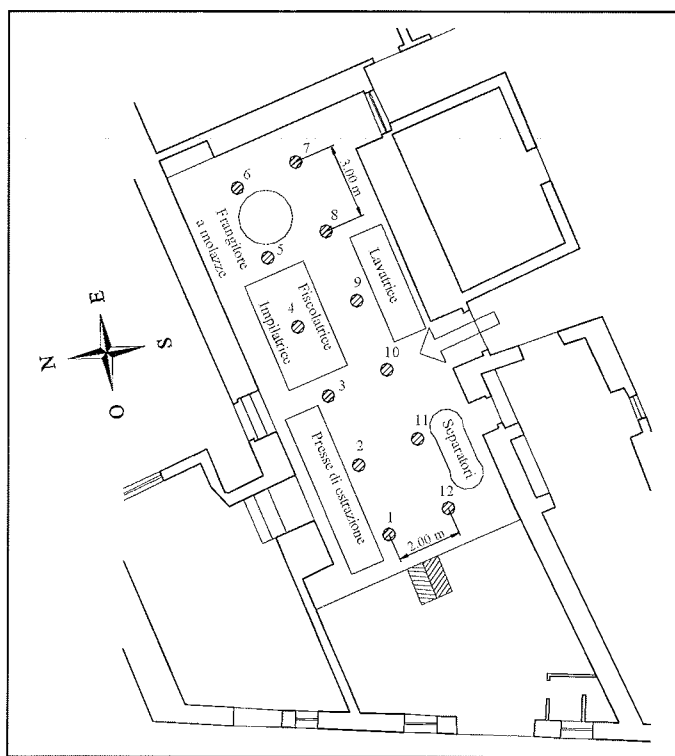 7
6
3.00 m
8
Frangitore
a molazze
5
Lavatrice
9
Fiscolatrice
Impilatrice
4
E
N
S
O
10
3
11
Separatori
Presse di estrazione
2
12
1
2.00 m